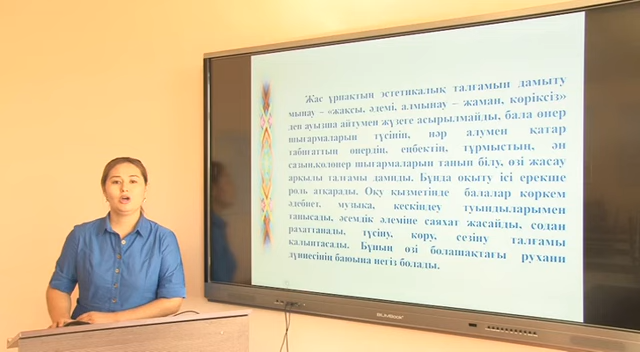 Жас ұрпақтың эстетикалық талғамын дамыту
мынау – «жақсы, әдемі, алмынау – жаман, көріксіз»
деп ауызша айтумен жүзеге асырылмайды, бала өнер
шығармаларын түсініп, нәр алумен қатар
табиғаттың өнердің, еңбектің, тұрмыстың, ән
сазын,қолөнер шығармаларын танып білу, өзі жасау
арқылы талғамы дамиды. Бұнда оқыту ісі ерекше
роль атқарады. Оқу қызметінде балалар көркем
әдебиет, музыка, кескіндеу туындыларымен
танысады, әсемдік әлеміне саяхат жасайды, содан
рахаттанады, түсіну, көру, сезіну талғамы
қалыптасады. Бұның өзі болашақтағы рухани
дүниесінің баюына негіз болады.